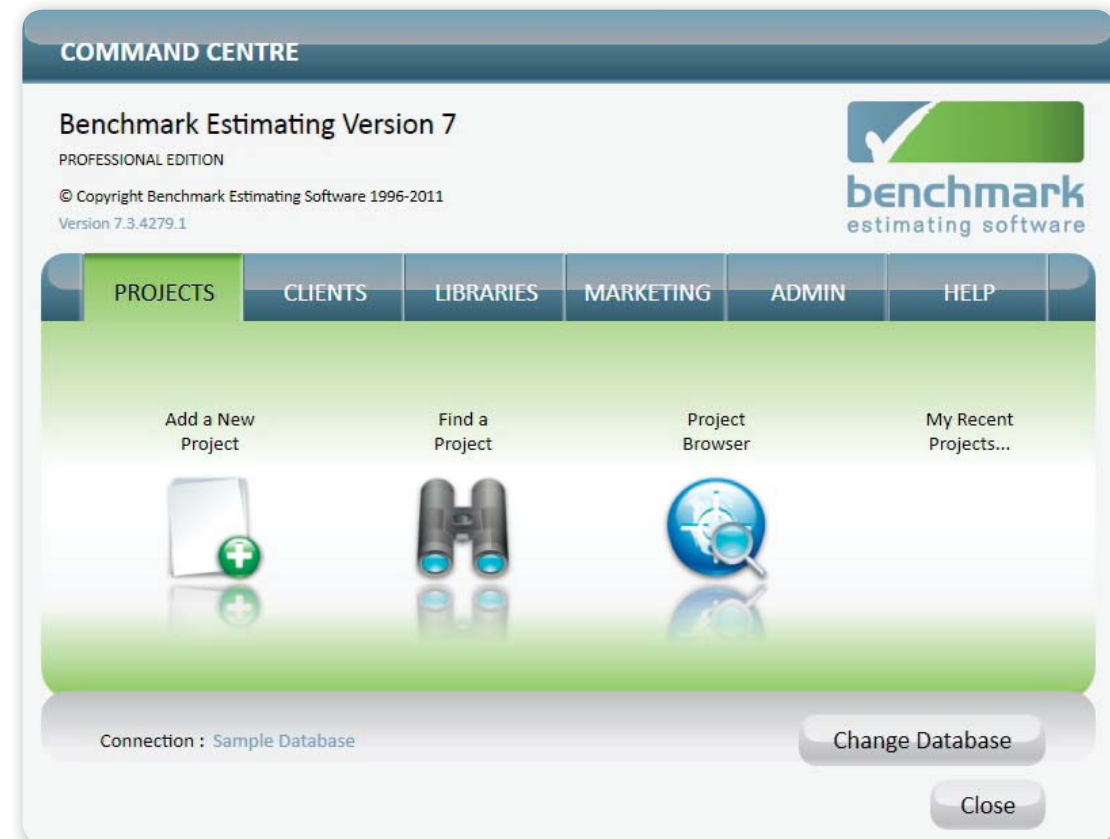 COMMAND CENTRE
Benchmark Estimating Version 7
PROFESSIONAL EDITION
© Copyright Benchmark Estimating Software 1996-2011
Version 7.3.4279.1
benchmark
estimating software
PROJECTS CLIENTS LIBRARIES MARKETING ADMIN HELP
Add a New
Project
Find a
Project
Project
Browser
My Recent
Projects...
Connection : Sample Database
Change Database
Close